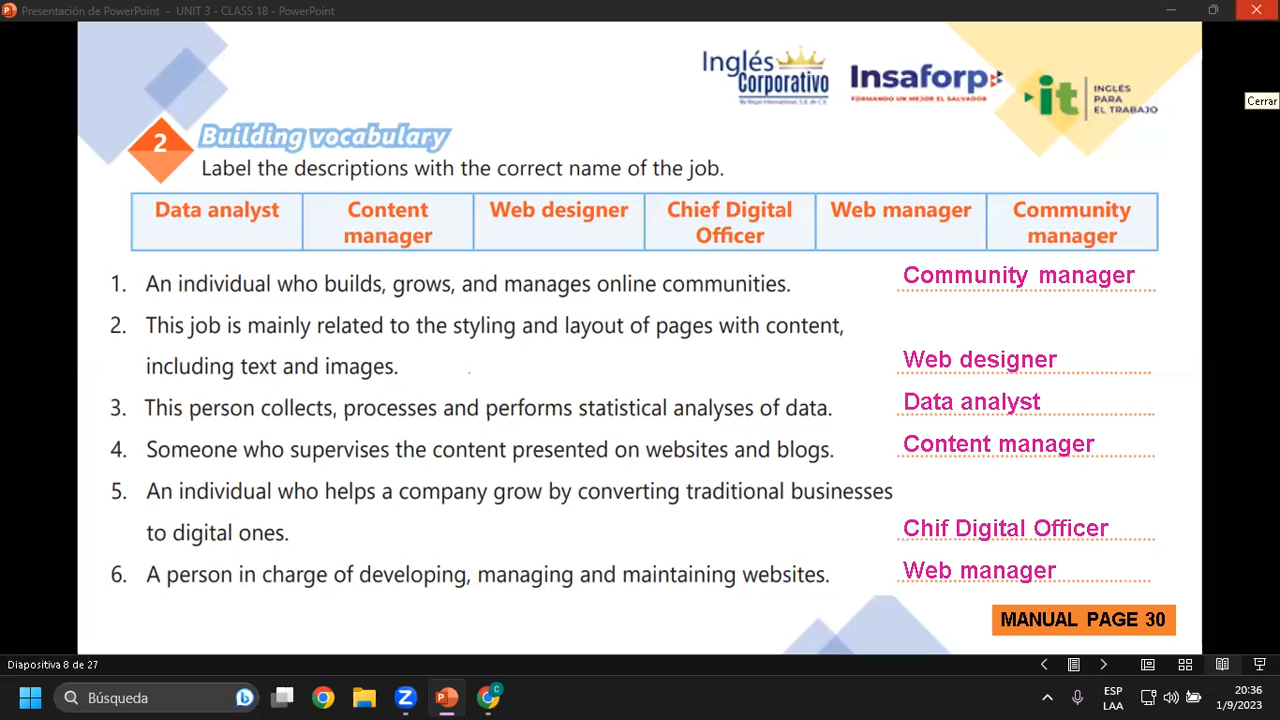 Presentación de PowerPoint - UNIT 3 - CLASS 18 - PowerPoint
Inglés
Corporativo
By Regal International, S.A. de C.V.
Insaforp
FORMANDO UN MEJOR EL SALVADOR
it
INGLÉS
PARA
EL TRABAJO
Cerrar
2
Building vocabulary
Label the descriptions with the correct name of the job.
Data analyst
Content
manager
Web designer
Chief Digital
Officer
Web manager
Community
manager
1. An individual who builds, grows, and manages online communities. Community manager
2. This job is mainly related to the styling and layout of pages with content,
including text and images. Web designer
3. This person collects, processes and performs statistical analyses of data. Data analyst
4. Someone who supervises the content presented on websites and blogs. Content manager
5. An individual who helps a company grow by converting traditional businesses
to digital ones. Chif Digital Officer
6. A person in charge of developing, managing and maintaining websites. Web manager
MANUAL PAGE 30
Diapositiva 8 de 27
Búsqueda
ESP
LAA
20:36
1/9/2023